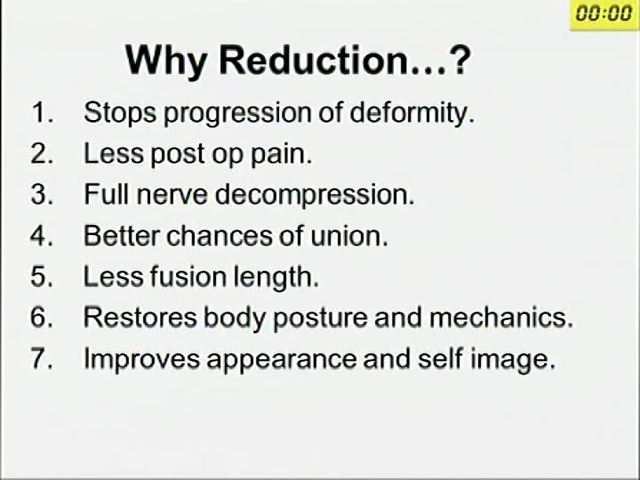 00:00
Why Reduction...?
1. Stops progression of deformity.
2. Less post op pain.
3. Full nerve decompression.
4. Better chances of union.
5. Less fusion length.
6. Restores body posture and mechanics.
7. Improves appearance and self image.